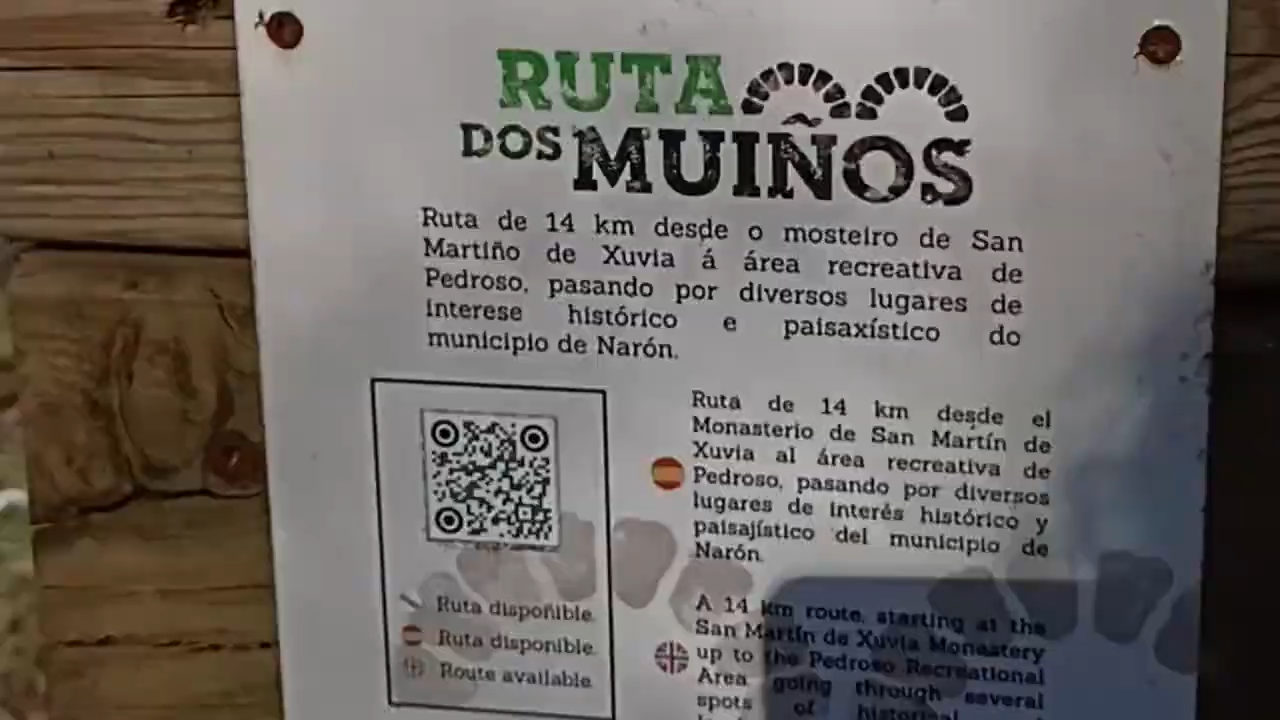 RUTA
DOS MUIÑOS
Ruta de 14 km desde o mosteiro de San
Martiño de Xuvia á área recreativa de
Pedroso, pasando por diversos lugares de
interese histórico e paisaxístico do
municipio de Narón.
Ruta de 14 km desde el
Monasterio de San Martín de
Xuvia al área recreativa de
Pedroso, pasando por diversos
lugares de interés histórico y
paisajístico del municipio de
Narón.
Ruta dispoñible.
Ruta disponible.
Route available.
A 14 km route, starting at the
San Martín de Xuvia Monastery
up to the Pedroso Recreational
Area going through several
spots of historical